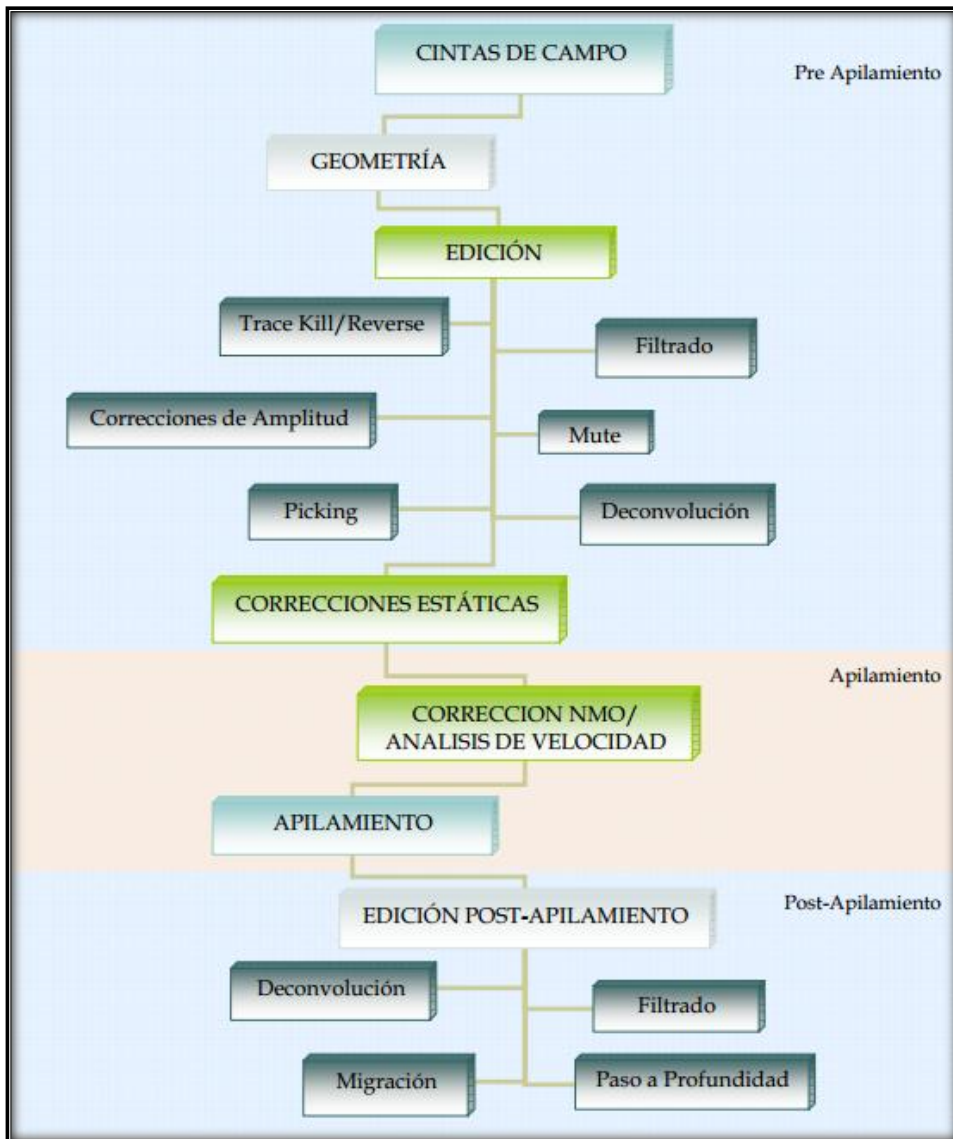 CINTAS DE CAMPO
Pre Apilamiento
GEOMETRÍA
EDICIÓN
Trace Kill/Reverse
Filtrado
Correcciones de Amplitud
Mute
Picking
Deconvolución
CORRECCIONES ESTÁTICAS
Apilamiento
CORRECCION NMO/
ANALISIS DE VELOCIDAD
APILAMIENTO
Post-Apilamiento
EDICIÓN POST-APILAMIENTO
Deconvolución
Filtrado
Migración
Paso a Profundidad